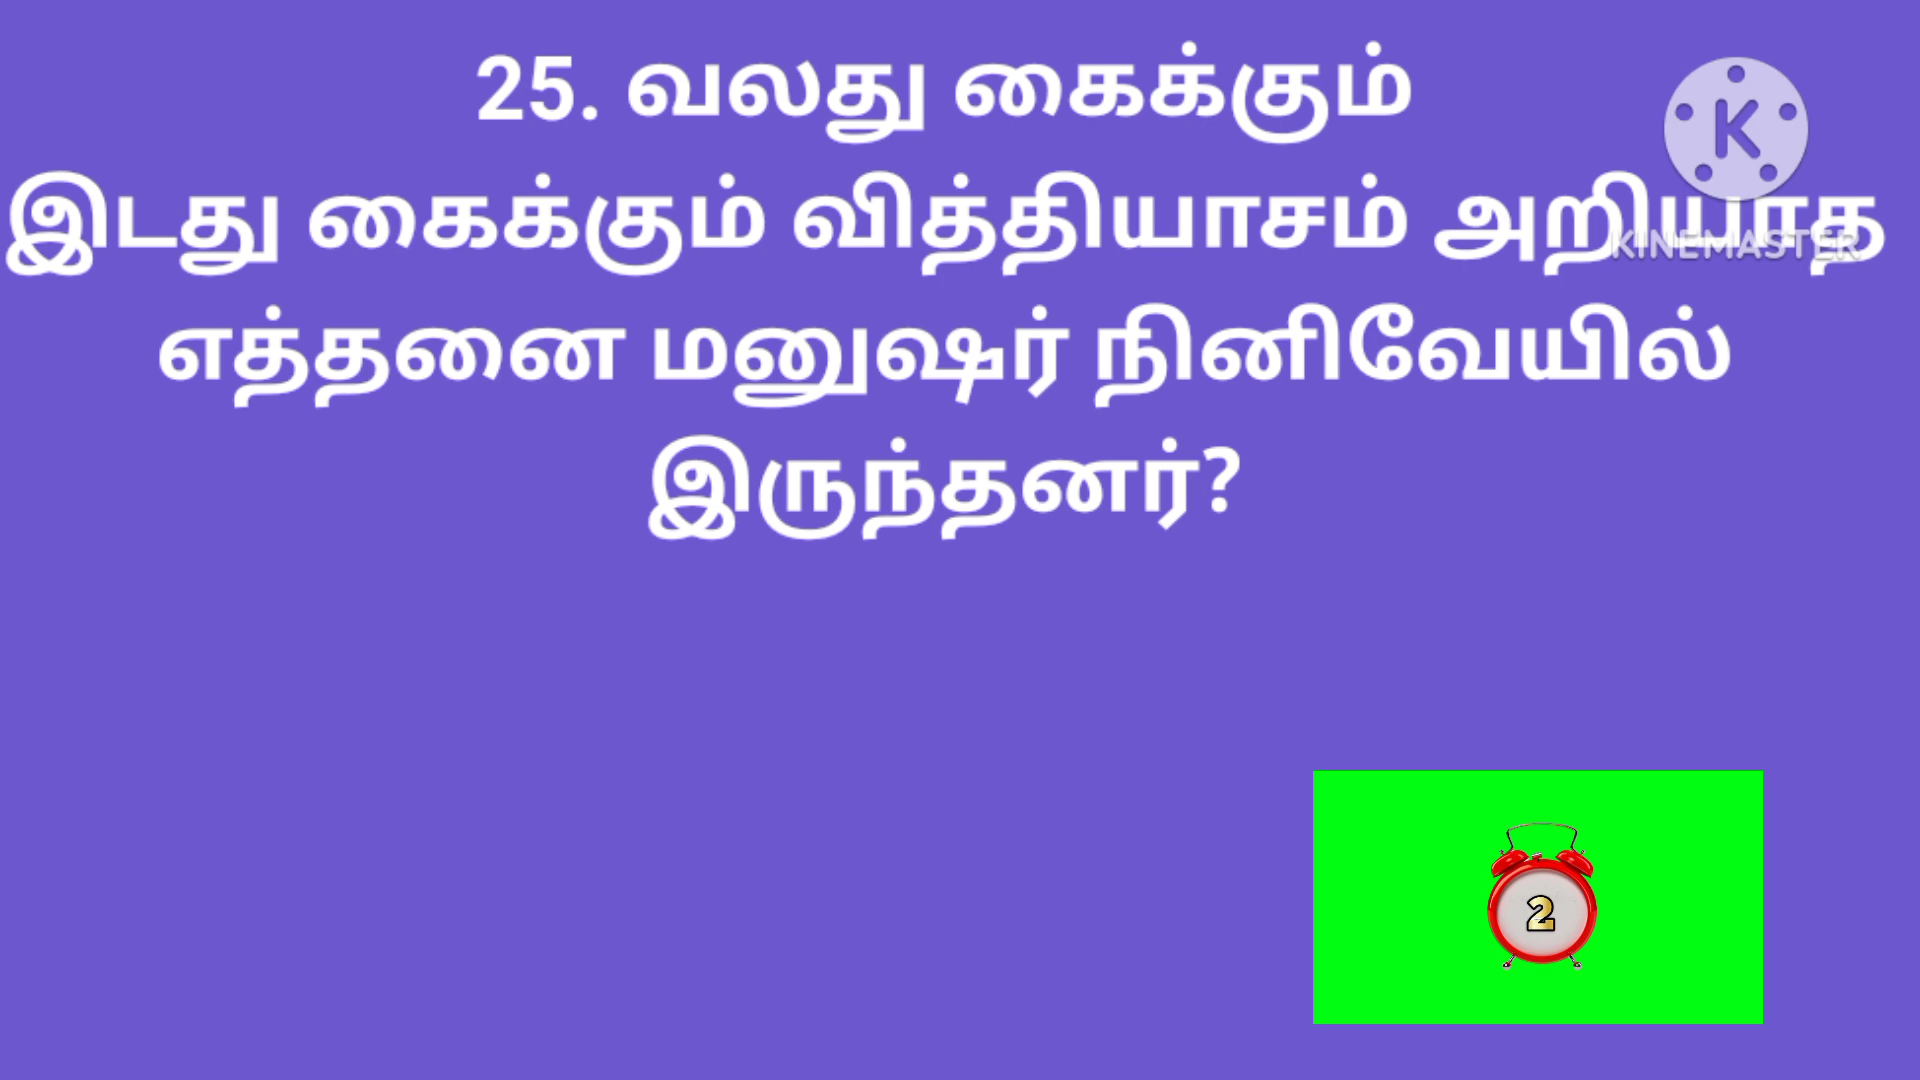 25. வலது கைக்கும்
இடது கைக்கும் வித்தியாசம் அறியாத
எத்தனை மனுஷர் நினிவேயில்
இருந்தனர்?
K
KINEMASTER
2